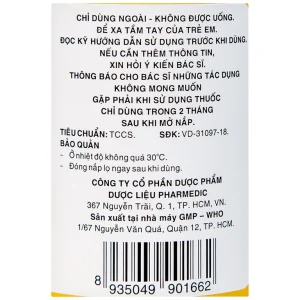 CHỈ DÙNG NGOÀI - KHÔNG ĐƯỢC UỐNG.
ĐỂ XA TẦM TAY CỦA TRẺ EM.
ĐỌC KỸ HƯỚNG DẪN SỬ DỤNG TRƯỚC KHI DÙNG.
NẾU CẦN THÊM THÔNG TIN,
XIN HỎI Ý KIẾN BÁC SĨ.
THÔNG BÁO CHO BÁC SĨ NHỮNG TÁC DỤNG
KHÔNG MONG MUỐN
GẶP PHẢI KHI SỬ DỤNG THUỐC
CHỈ DÙNG TRONG 2 THÁNG
SAU KHI MỞ NẮP.
TIÊU CHUẨN: TCCS. SĐK: VD-31097-18.
BẢO QUẢN
- Ở nhiệt độ không quá 30°C.
- Đóng nắp lọ ngay sau khi dùng.
CÔNG TY CỔ PHẦN DƯỢC PHẨM
DƯỢC LIỆU PHARMEDIC
367 Nguyễn Trãi, Q. 1, TP. HCM, VN.
Sản xuất tại nhà máy GMP – WHO
1/67 Nguyễn Văn Quá, Quận 12, TP. HCM.
8 935049 901662